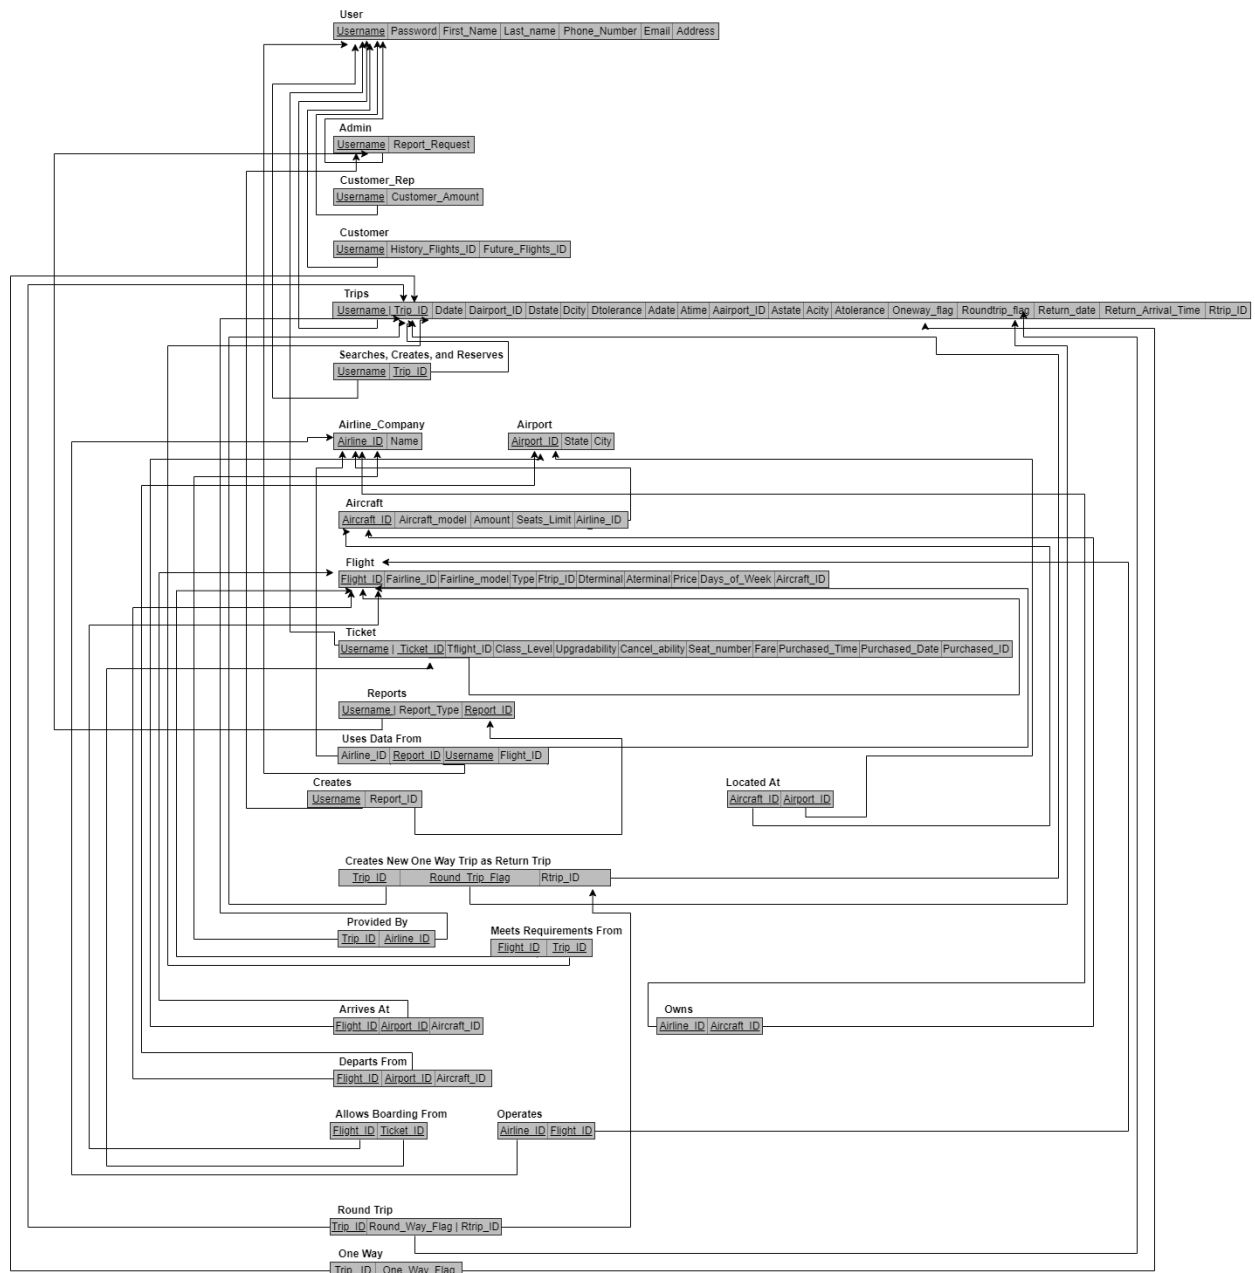 User
Username Password First_Name Last_name Phone_Number Email Address
Admin
Username Report_Request
Customer_Rep
Username Customer_Amount
Customer
Username History_Flights_ID Future_Flights_ID
Trips
Username | Trip_ID Ddate Dairport_ID Dstate Dcity Dtolerance Adate Atime Aairport_ID Astate Acity Atolerance Oneway_flag Roundtrip_flag Return_date Return_Arrival_Time Rtrip_ID
Searches, Creates, and Reserves
Username Trip_ID
Airline_Company Airport
Airline_ID Name Airport_ID State City
Aircraft
Aircraft_ID Aircraft_model Amount Seats_Limit Airline_ID
Flight
Flight_ID Fairline_ID Fairline_model Type Ftrip_ID Dterminal Aterminal Price Days_of_Week Aircraft_ID
Ticket
Username | Ticket_ID Tflight_ID Class_Level Upgradability Cancel_ability Seat_number Fare Purchased_Time Purchased_Date Purchased_ID
Reports
Username | Report_Type Report_ID
Uses Data From
Airline_ID Report_ID Username Flight_ID
Creates Located At
Username Report_ID Aircraft_ID Airport_ID
Creates New One Way Trip as Return Trip
Trip_ID Round_Trip_Flag Rtrip_ID
Provided By
Trip_ID Airline_ID
Meets Requirements From
Flight_ID Trip_ID
Arrives At Owns
Flight_ID Airport_ID Aircraft_ID Airline_ID Aircraft_ID
Departs From
Flight_ID Airport_ID Aircraft_ID
Allows Boarding From Operates
Flight_ID Ticket_ID Airline_ID Flight_ID
Round Trip
Trip_ID Round_Way_Flag | Rtrip_ID
One Way
Trip_ID One_Way_Flag